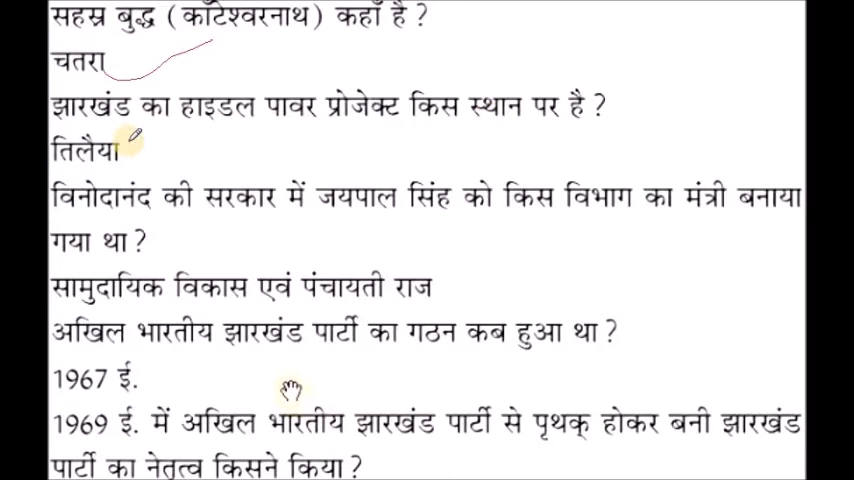 सहस्र बुद्ध (काँटेश्वरनाथ) कहाँ है ?
चतरा
झारखंड का हाइडल पावर प्रोजेक्ट किस स्थान पर है ?
तिलैया
विनोदानंद की सरकार में जयपाल सिंह को किस विभाग का मंत्री बनाया
गया था ?
सामुदायिक विकास एवं पंचायती राज
अखिल भारतीय झारखंड पार्टी का गठन कब हुआ था ?
1967 ई.
1969 ई. में अखिल भारतीय झारखंड पार्टी से पृथक् होकर बनी झारखंड
पार्टी का नेतृत्व किसने किया ?